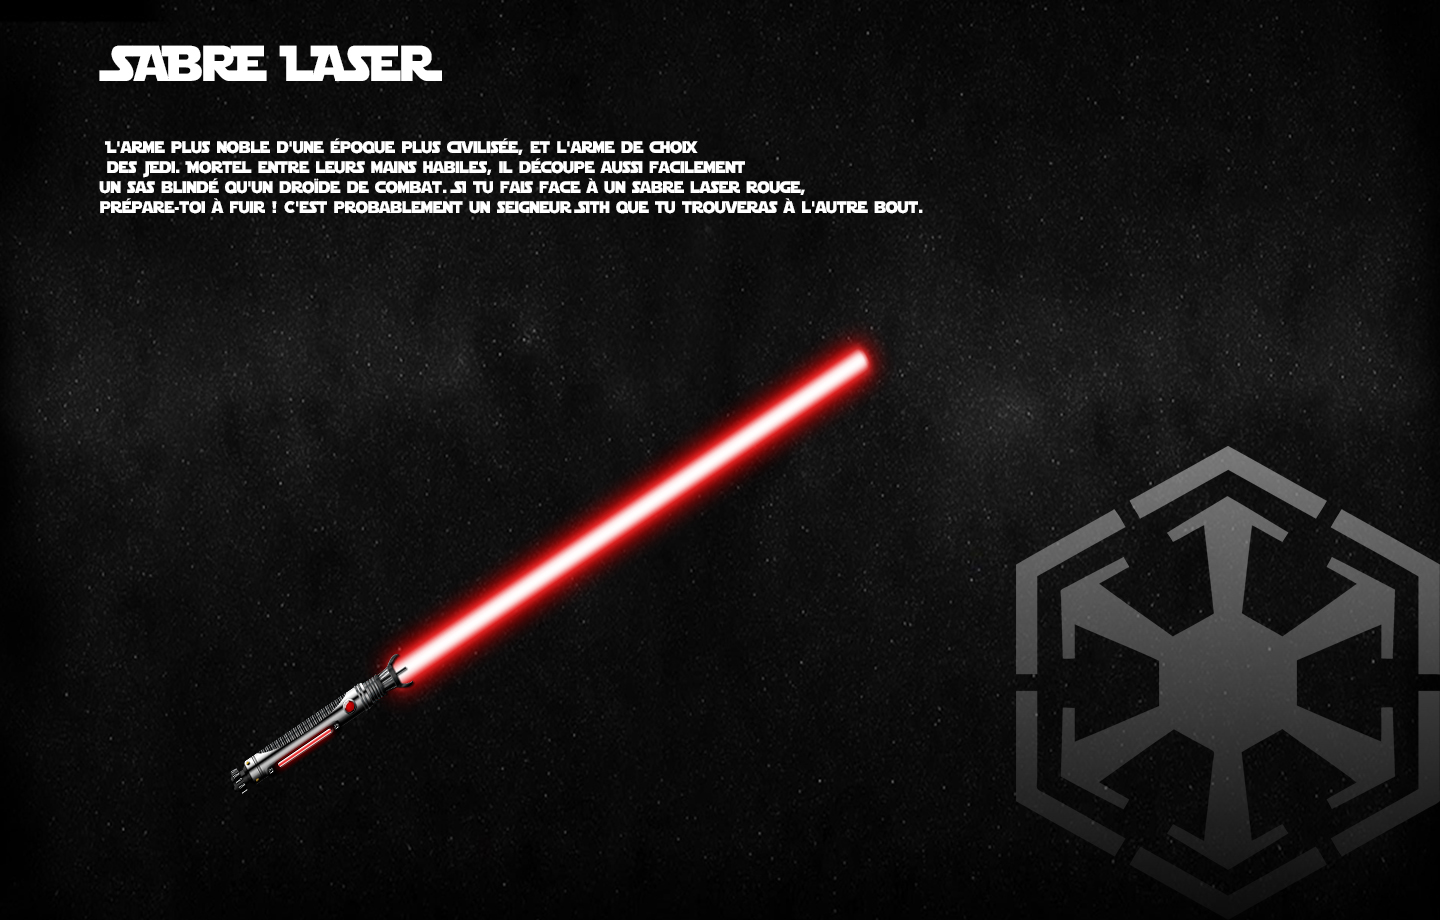 SABRE LASER
L'ARME PLUS NOBLE D'UNE ÉPOQUE PLUS CIVILISÉE, ET L'ARME DE CHOIX
DES JEDI. MORTEL ENTRE LEURS MAINS HABILES, IL DÉCOUPE AUSSI FACILEMENT
UN SAS BLINDÉ QU'UN DROÏDE DE COMBAT. SI TU FAIS FACE À UN SABRE LASER ROUGE,
PRÉPARE-TOI À FUIR ! C'EST PROBABLEMENT UN SEIGNEUR SITH QUE TU TROUVERAS À L'AUTRE BOUT.